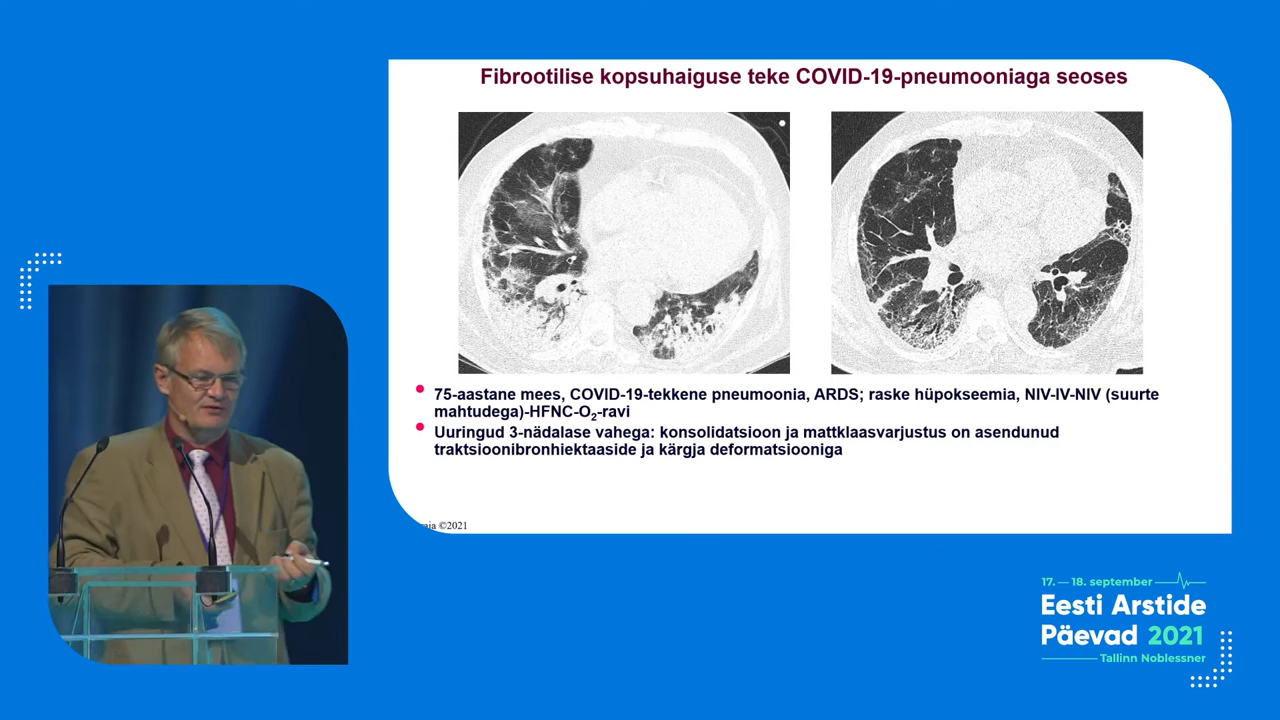 Fibrootilise kopsuhaiguse teke COVID-19-pneumooniaga seoses
75-aastane mees, COVID-19-tekkene pneumoonia, ARDS; raske hüpokseemia, NIV-IV-NIV (suurte
mahtudega)-HFNC-O₂-ravi
Uuringud 3-nädalase vahega: konsolidatsioon ja mattklaasvarjustus on asendunud
traktsioonibronhiektaaside ja kärgja deformatsiooniga
©2021
17. — 18. september
Eesti Arstide
Päevad 2021
Tallinn Noblessner